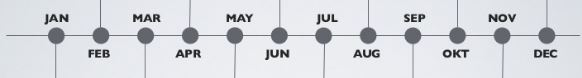 JAN MAR MAY JUL SEP NOV
FEB APR JUN AUG OKT DEC